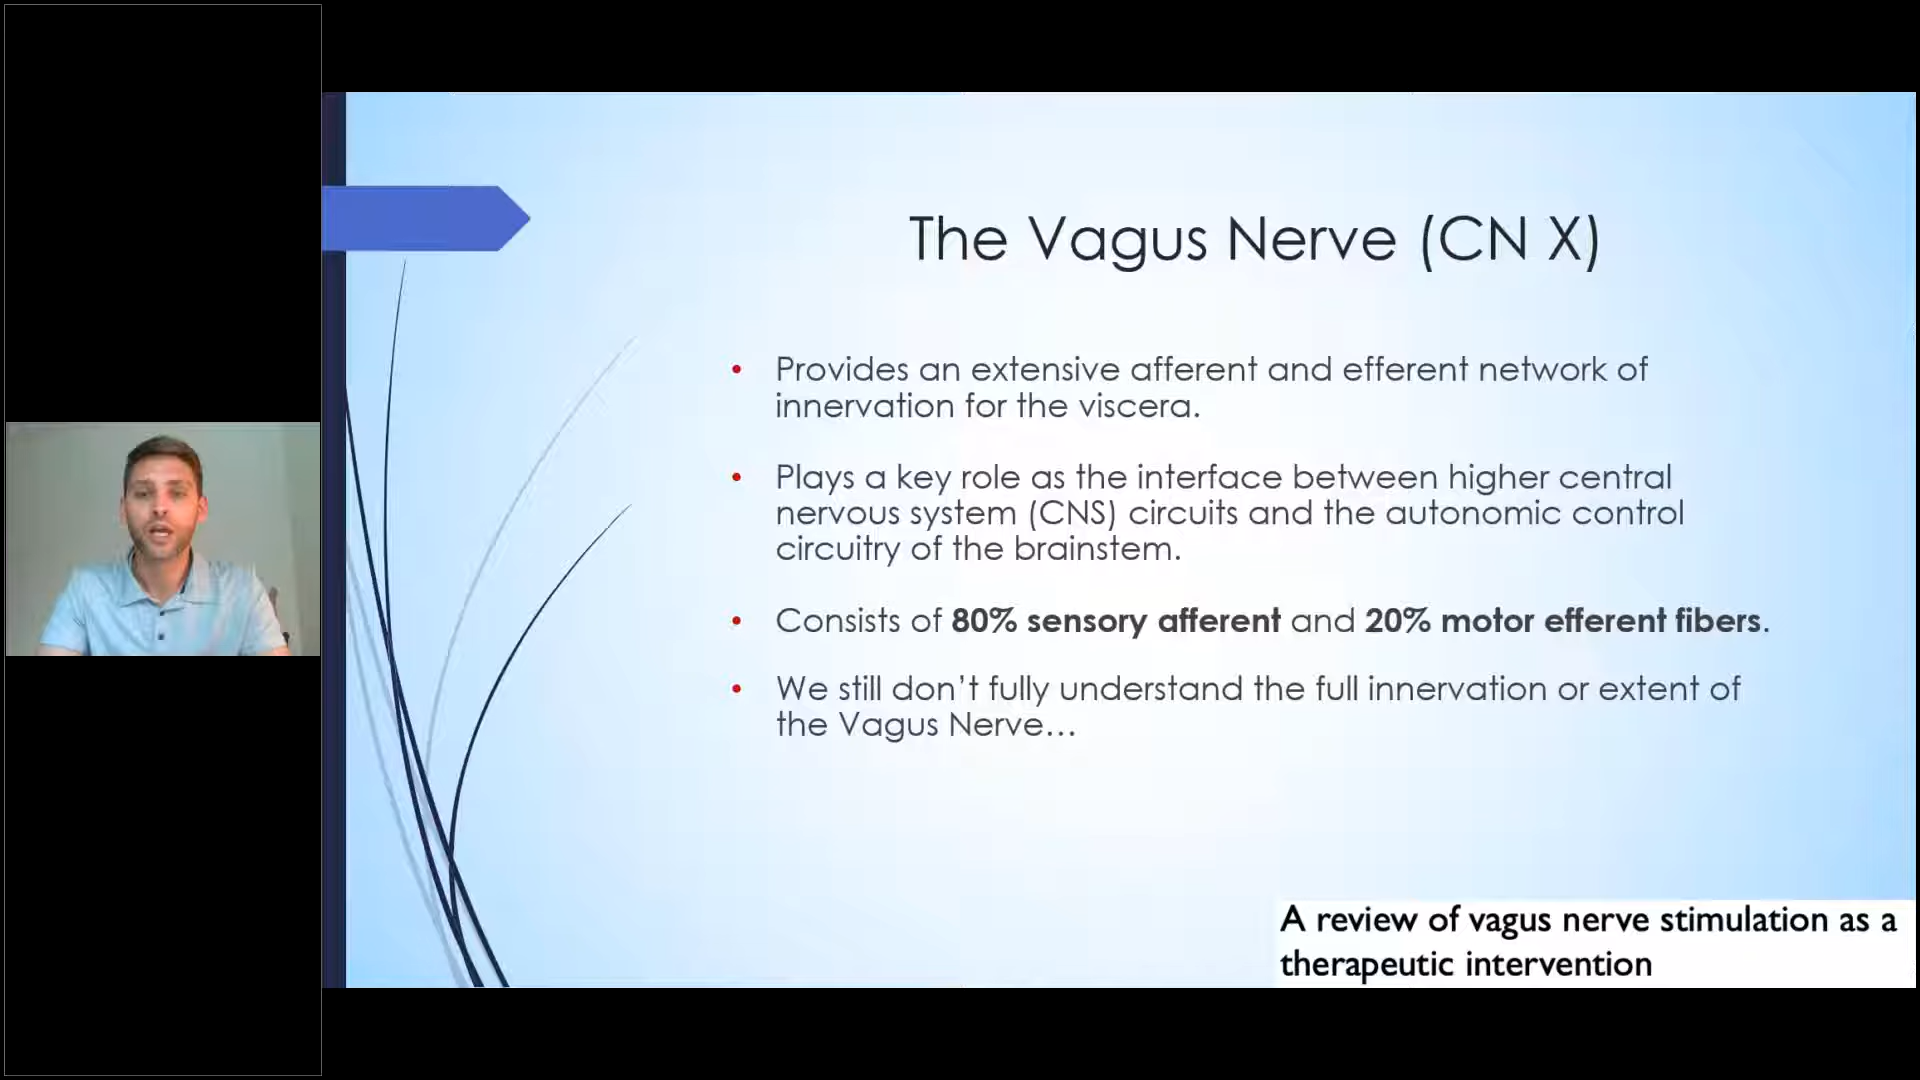 The Vagus Nerve (CN X)
• Provides an extensive afferent and efferent network of
innervation for the viscera.
• Plays a key role as the interface between higher central
nervous system (CNS) circuits and the autonomic control
circuitry of the brainstem.
• Consists of 80% sensory afferent and 20% motor efferent fibers.
• We still don’t fully understand the full innervation or extent of
the Vagus Nerve…
A review of vagus nerve stimulation as a
therapeutic intervention